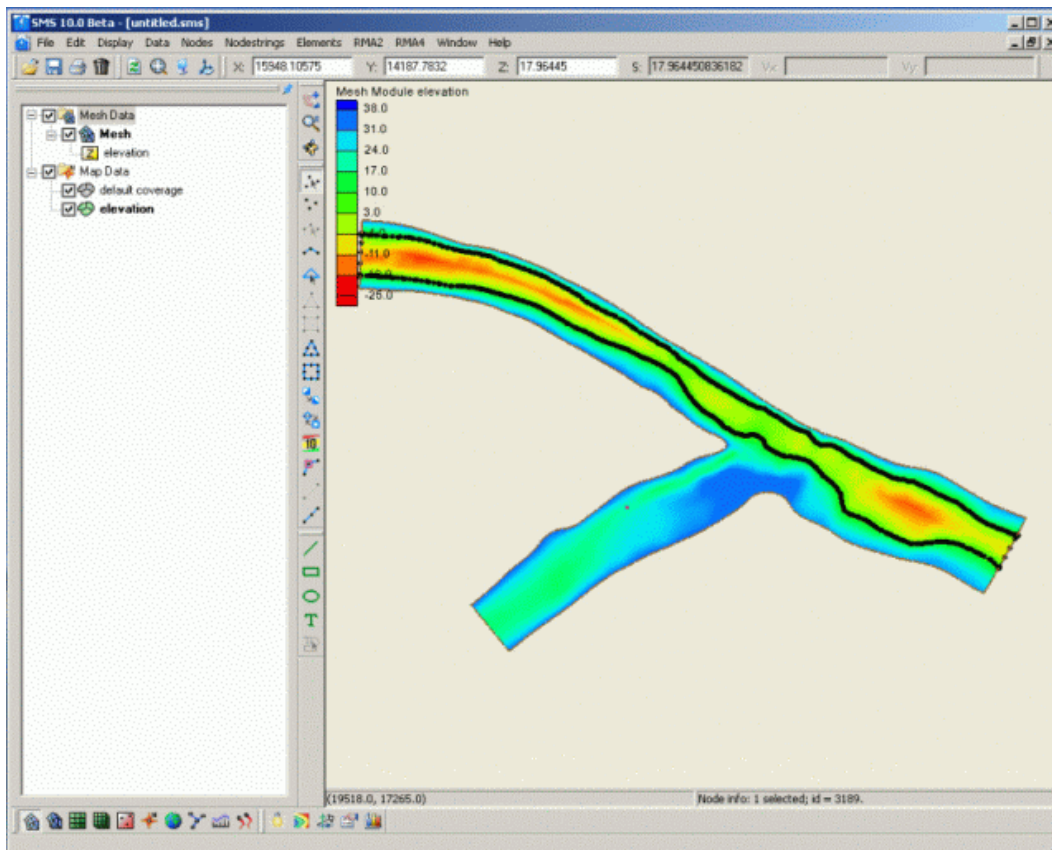 SMS 10.0 Beta - [untitled.sms]
File Edit Display Data Nodes Nodestrings Elements RMA2 RMA4 Window Help
X: 15948.10575 Y: 14187.7832 Z: 17.96445 S: 17.964450836182 Vx: Vy:
Mesh Data
Mesh
Z elevation
Map Data
default coverage
elevation
10
T
Mesh Module elevation
38.0
31.0
24.0
17.0
10.0
3.0
-11.0
-25.0
(19518.0, 17265.0) Node info: 1 selected; id = 3189.